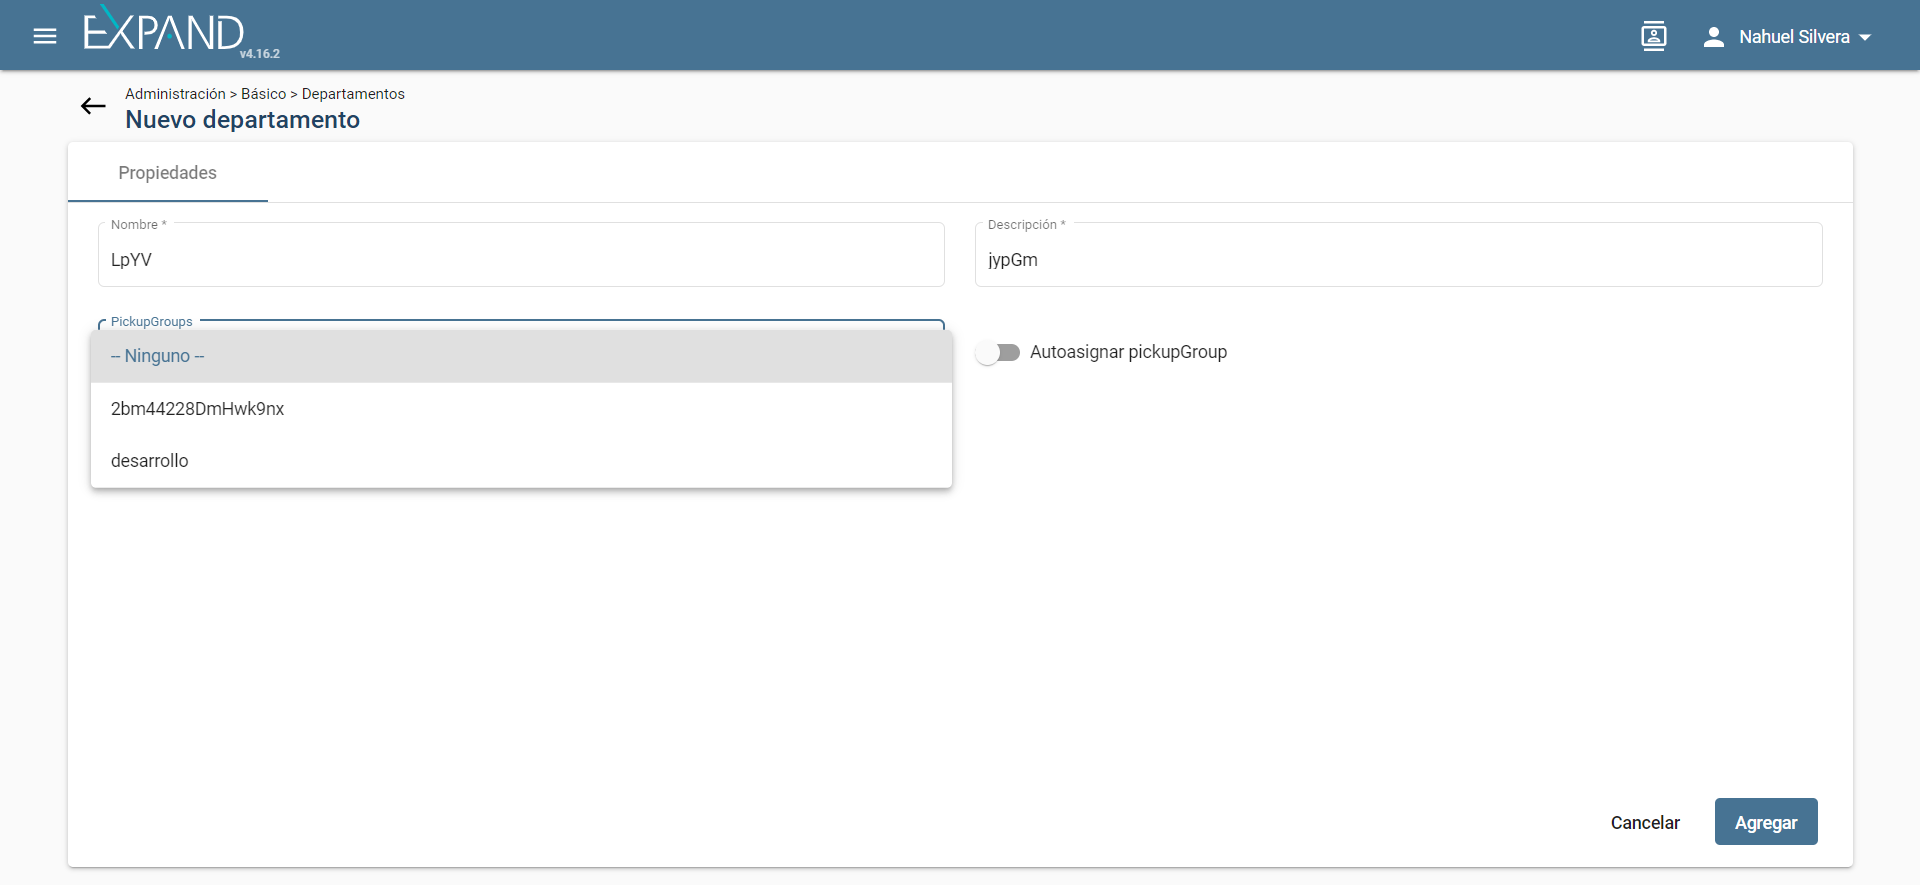 EXPAND
v4.16.2
Nahuel Silvera
Administración > Básico > Departamentos
Nuevo departamento
Propiedades
Nombre *
LpYV
Descripción *
jypGm
PickupGroups
-- Ninguno --
2bm44228DmHwk9nx
desarrollo
Autoasignar pickupGroup
Cancelar
Agregar